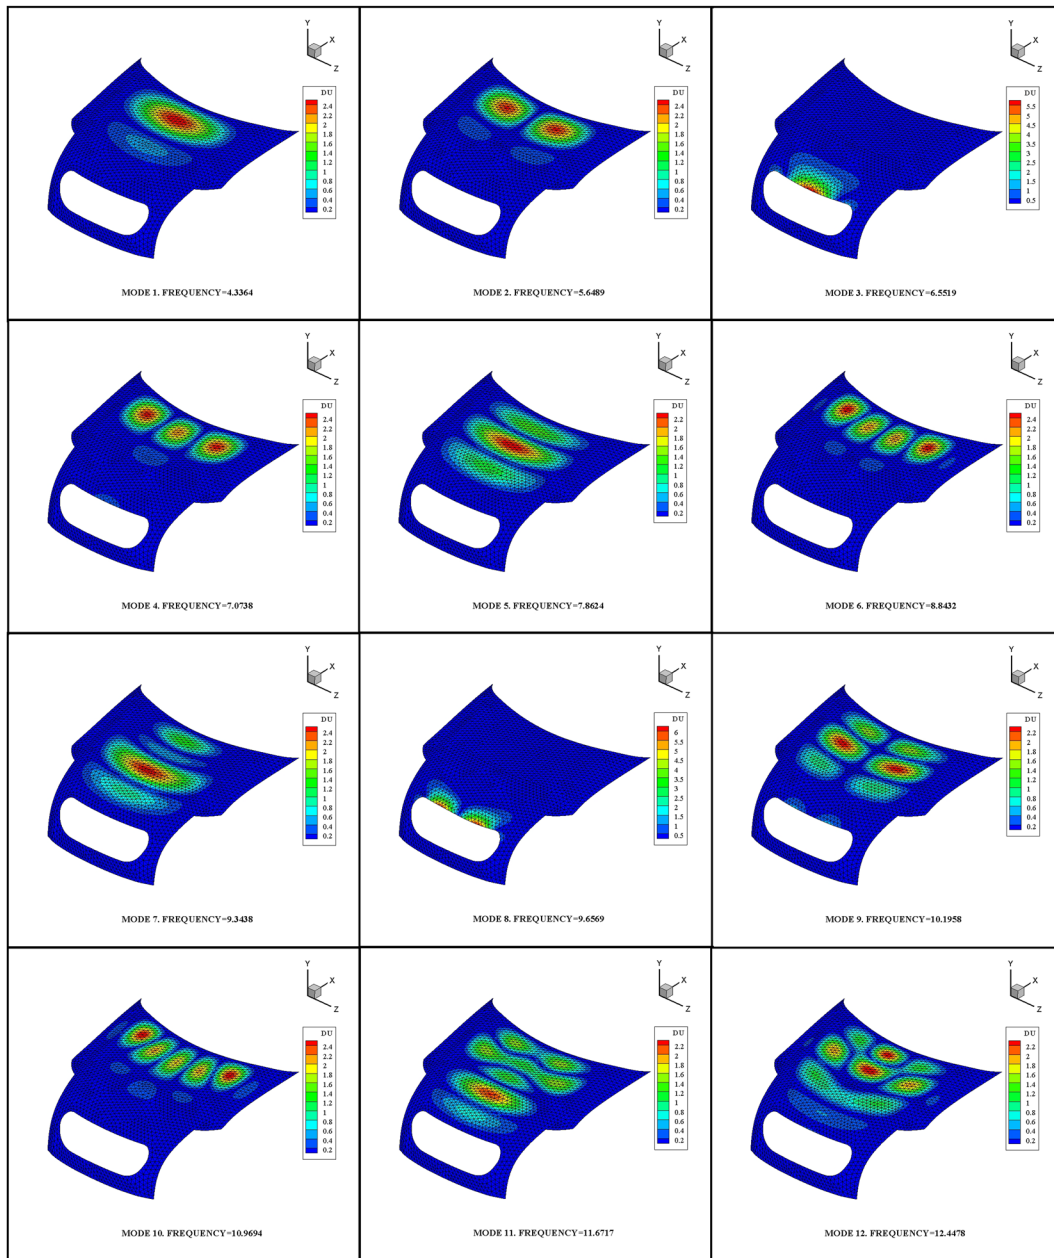 Y
X
Z
DU
2.4
2.2
2
1.8
1.6
1.4
1.2
1
0.8
0.6
0.4
0.2
MODE 1. FREQUENCY=4.3364
Y
X
Z
DU
2.4
2.2
2
1.8
1.6
1.4
1.2
1
0.8
0.6
0.4
0.2
MODE 2. FREQUENCY=5.6489
Y
X
Z
DU
5.5
5
4.5
4
3.5
3
2.5
2
1.5
1
0.5
MODE 3. FREQUENCY=6.5519
Y
X
Z
DU
2.4
2.2
2
1.8
1.6
1.4
1.2
1
0.8
0.6
0.4
0.2
MODE 4. FREQUENCY=7.0738
Y
X
Z
DU
2.4
2.2
2
1.8
1.6
1.4
1.2
1
0.8
0.6
0.4
0.2
MODE 5. FREQUENCY=7.8624
Y
X
Z
DU
2.4
2.2
2
1.8
1.6
1.4
1.2
1
0.8
0.6
0.4
0.2
MODE 6. FREQUENCY=8.8432
Y
X
Z
DU
2.4
2.2
2
1.8
1.6
1.4
1.2
1
0.8
0.6
0.4
0.2
MODE 7. FREQUENCY=9.3438
Y
X
Z
DU
6
5.5
5
4.5
4
3.5
3
2.5
2
1.5
1
0.5
MODE 8. FREQUENCY=9.6569
Y
X
Z
DU
2.2
2
1.8
1.6
1.4
1.2
1
0.8
0.6
0.4
0.2
MODE 9. FREQUENCY=10.1958
Y
X
Z
DU
2.4
2.2
2
1.8
1.6
1.4
1.2
1
0.8
0.6
0.4
0.2
MODE 10. FREQUENCY=10.9694
Y
X
Z
DU
2.2
2
1.8
1.6
1.4
1.2
1
0.8
0.6
0.4
0.2
MODE 11. FREQUENCY=11.6717
Y
X
Z
DU
2.2
2
1.8
1.6
1.4
1.2
1
0.8
0.6
0.4
0.2
MODE 12. FREQUENCY=12.4478